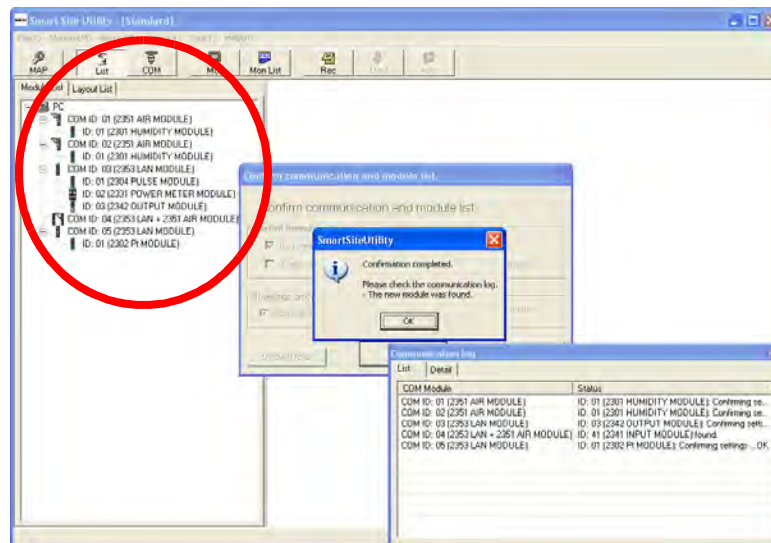 Smart Site Utility - [Standard]
MAP
List
COM
Mon List
Rec
Module List
Layout List
PC
COM ID: 01 (2351 AIR MODULE)
ID: 01 (2301 HUMIDITY MODULE)
COM ID: 02 (2351 AIR MODULE)
ID: 01 (2301 HUMIDITY MODULE)
COM ID: 03 (2353 LAN MODULE)
ID: 01 (2304 PULSE MODULE)
ID: 02 (2331 POWER METER MODULE)
ID: 03 (2342 OUTPUT MODULE)
COM ID: 04 (2353 LAN + 2351 AIR MODULE)
COM ID: 05 (2353 LAN MODULE)
ID: 01 (2302 Pt MODULE)
Confirm communication and module list.
Confirm communication and module list
SmartSiteUtility
Confirmation completed.
Please check the communication log.
- The new module was found.
OK
Communication log
List
Detail
COM Module
Status
COM ID: 01 (2351 AIR MODULE)
ID: 01 (2301 HUMIDITY MODULE): Confirming se...
COM ID: 02 (2351 AIR MODULE)
ID: 01 (2301 HUMIDITY MODULE): Confirming se...
COM ID: 03 (2353 LAN MODULE)
ID: 03 (2342 OUTPUT MODULE): Confirming setti...
COM ID: 04 (2353 LAN + 2351 AIR MODULE)
ID: 41 (2341 INPUT MODULE) found.
COM ID: 05 (2353 LAN MODULE)
ID: 01 (2302 Pt MODULE): Confirming settings ...OK